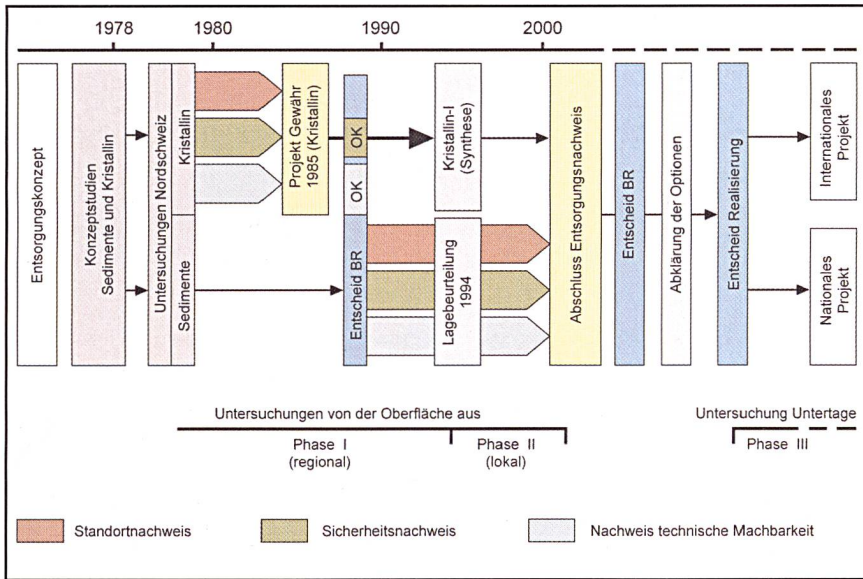 1978 1980 1990 2000
Entsorgungskonzept
Konzeptstudien
Sedimente und Kristallin
Untersuchungen Nordschweiz
Kristallin
Sedimente
Projekt Gewähr
1985 (Kristallin)
OK
OK
Entscheid BR
Kristallin-I
(Synthese)
Lagebeurteilung
1994
Abschluss Entsorgungsnachweis
Entscheid BR
Abklärung der Optionen
Entscheid Realisierung
Internationales
Projekt
Nationales
Projekt
Untersuchungen von der Oberfläche aus
Untersuchung Untertage
Phase I
(regional)
Phase II
(lokal)
Phase III
Standortnachweis
Sicherheitsnachweis
Nachweis technische Machbarkeit